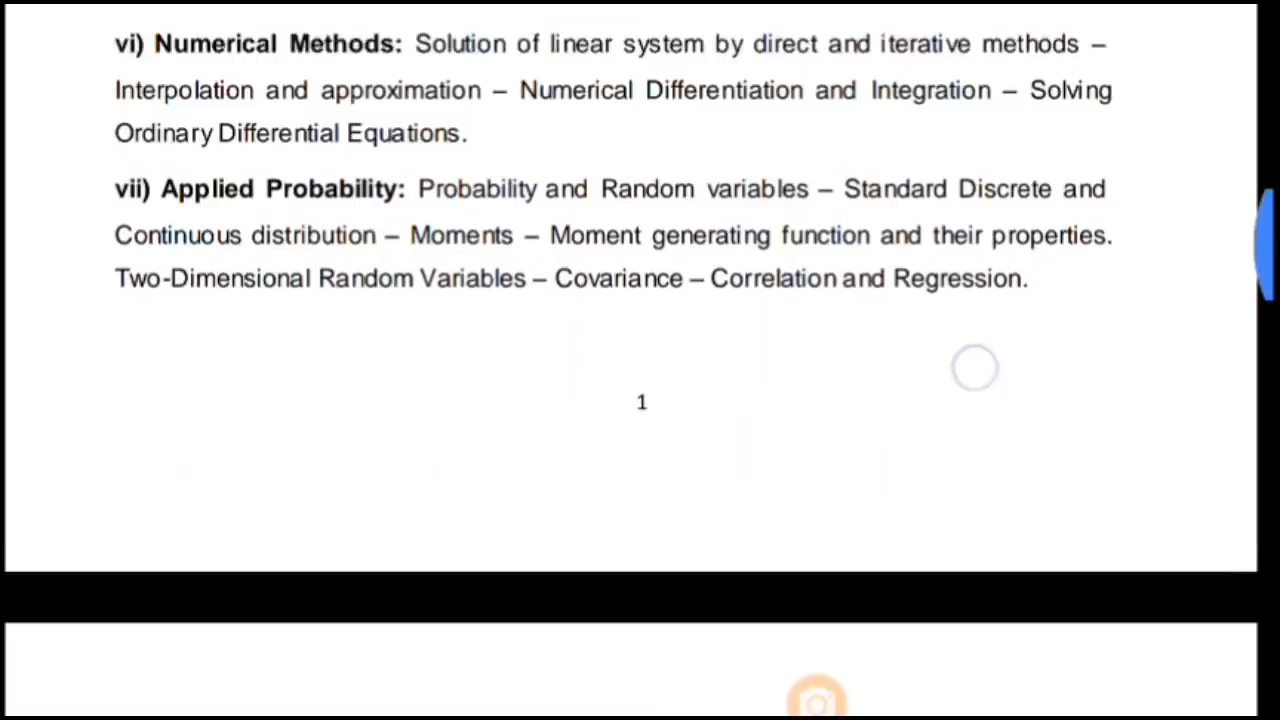 vi) Numerical Methods: Solution of linear system by direct and iterative methods –
Interpolation and approximation – Numerical Differentiation and Integration – Solving
Ordinary Differential Equations.
vii) Applied Probability: Probability and Random variables – Standard Discrete and
Continuous distribution – Moments – Moment generating function and their properties.
Two-Dimensional Random Variables – Covariance – Correlation and Regression.
1